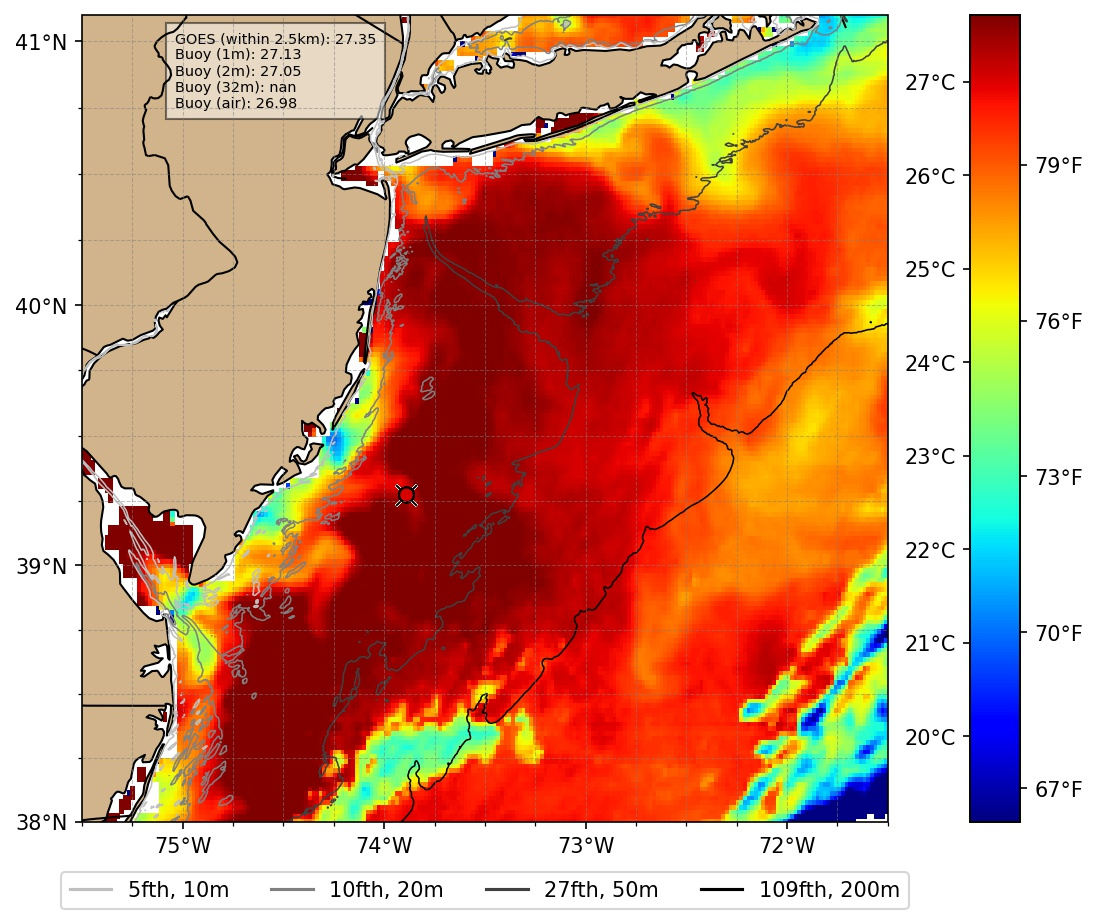 GOES (within 2.5km): 27.35
Buoy (1m): 27.13
Buoy (2m): 27.05
Buoy (32m): nan
Buoy (air): 26.98
41°N
40°N
39°N
38°N
75°W
74°W
73°W
72°W
27°C
26°C
25°C
24°C
23°C
22°C
21°C
20°C
79°F
76°F
73°F
70°F
67°F
5fth, 10m
10fth, 20m
27fth, 50m
109fth, 200m